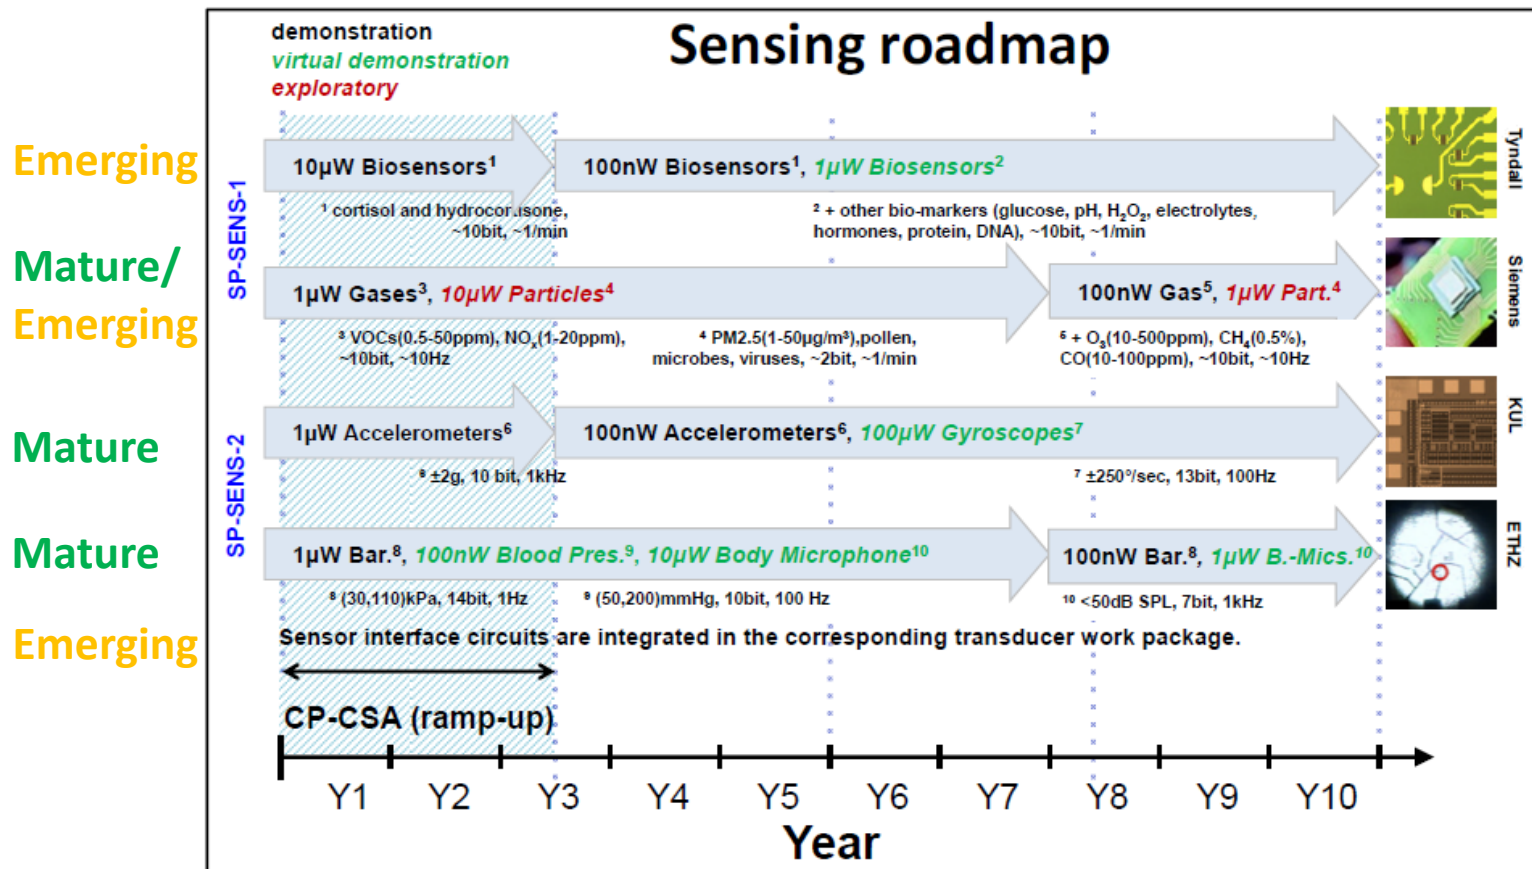 Sensing roadmap
demonstration
virtual demonstration
exploratory
Emerging
Mature/
Emerging
Mature
Mature
Emerging
SP-SENS-1
SP-SENS-2
10µW Biosensors¹
100nW Biosensors¹, 1µW Biosensors²
¹ cortisol and hydrocortisone,
~10bit, ~1/min
² + other bio-markers (glucose, pH, H₂O₂, electrolytes,
hormones, protein, DNA), ~10bit, ~1/min
Tyndall
1µW Gases³, 10µW Particles⁴
100nW Gas⁵, 1µW Part.⁴
³ VOCs(0.5-50ppm), NOₓ(1-20ppm),
~10bit, ~10Hz
⁴ PM2.5(1-50µg/m³),pollen,
microbes, viruses, ~2bit, ~1/min
⁵ + O₃(10-500ppm), CH₄(0.5%),
CO(10-100ppm), ~10bit, ~10Hz
Siemens
1µW Accelerometers⁶
100nW Accelerometers⁶, 100µW Gyroscopes⁷
⁶ ±2g, 10 bit, 1kHz
⁷ ±250°/sec, 13bit, 100Hz
KUL
1µW Bar.⁸, 100nW Blood Pres.⁹, 10µW Body Microphone¹⁰
100nW Bar.⁸, 1µW B.-Mics.¹⁰
⁸ (30,110)kPa, 14bit, 1Hz
⁹ (50,200)mmHg, 10bit, 100 Hz
¹⁰ <50dB SPL, 7bit, 1kHz
ETHZ
Sensor interface circuits are integrated in the corresponding transducer work package.
CP-CSA (ramp-up)
Y1 Y2 Y3 Y4 Y5 Y6 Y7 Y8 Y9 Y10
Year